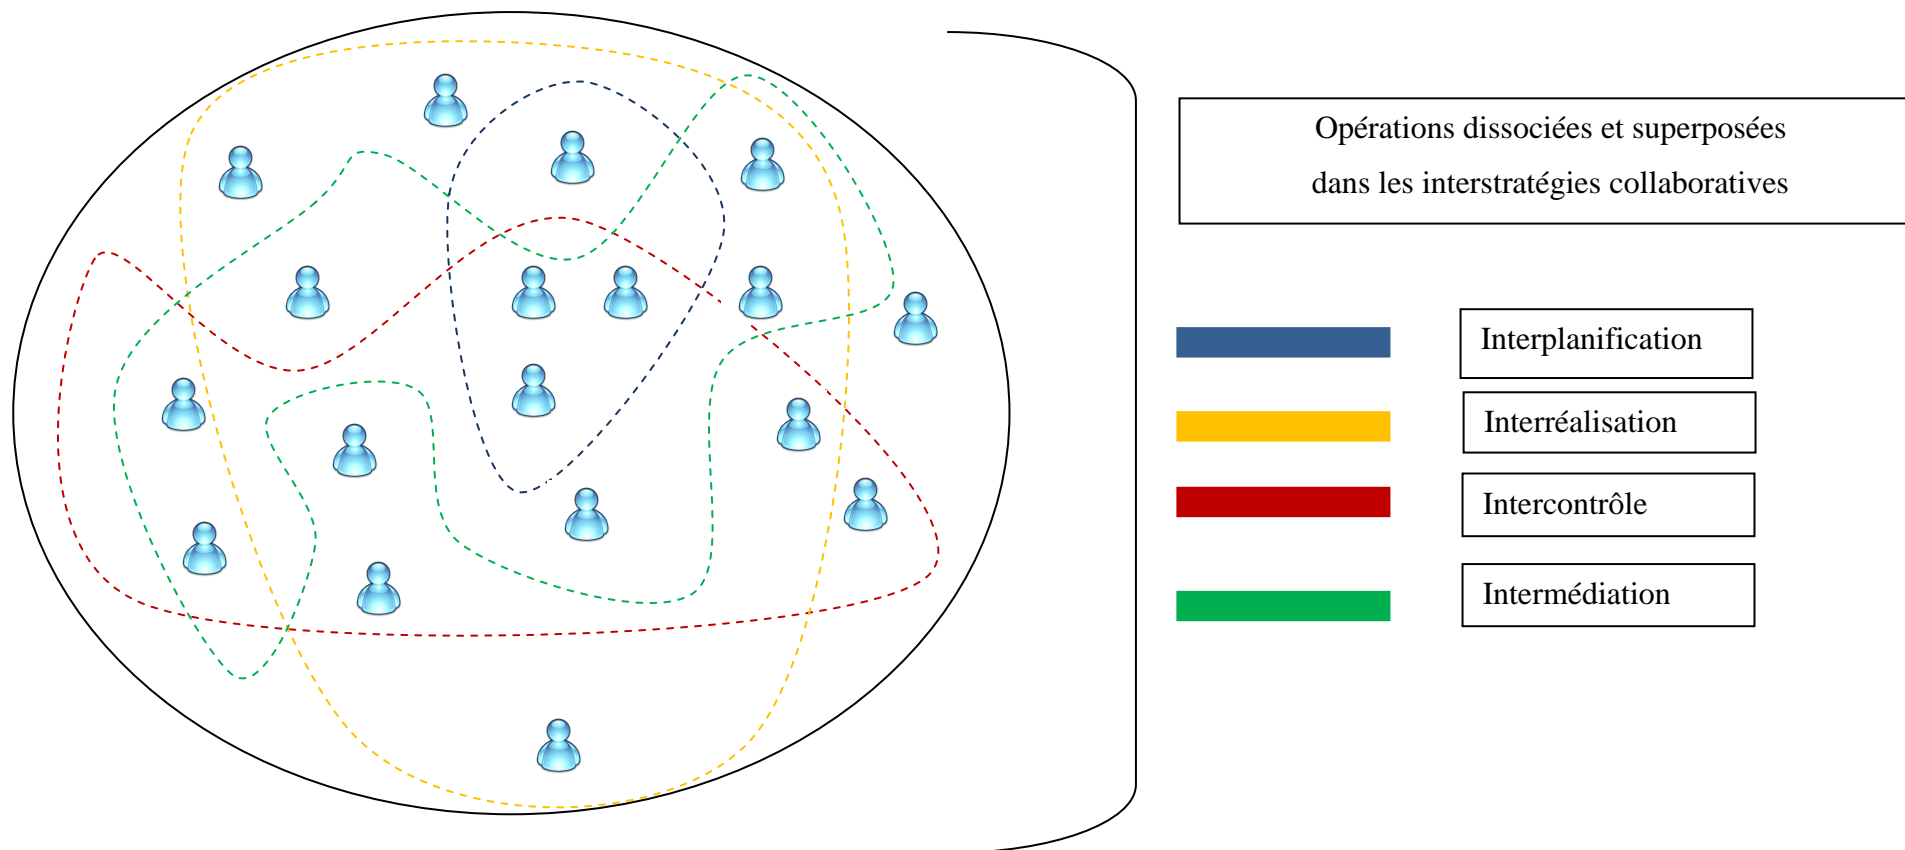 Opérations dissociées et superposées
dans les interstratégies collaboratives
Interplanification
Interréalisation
Intercontrôle
Intermédiation